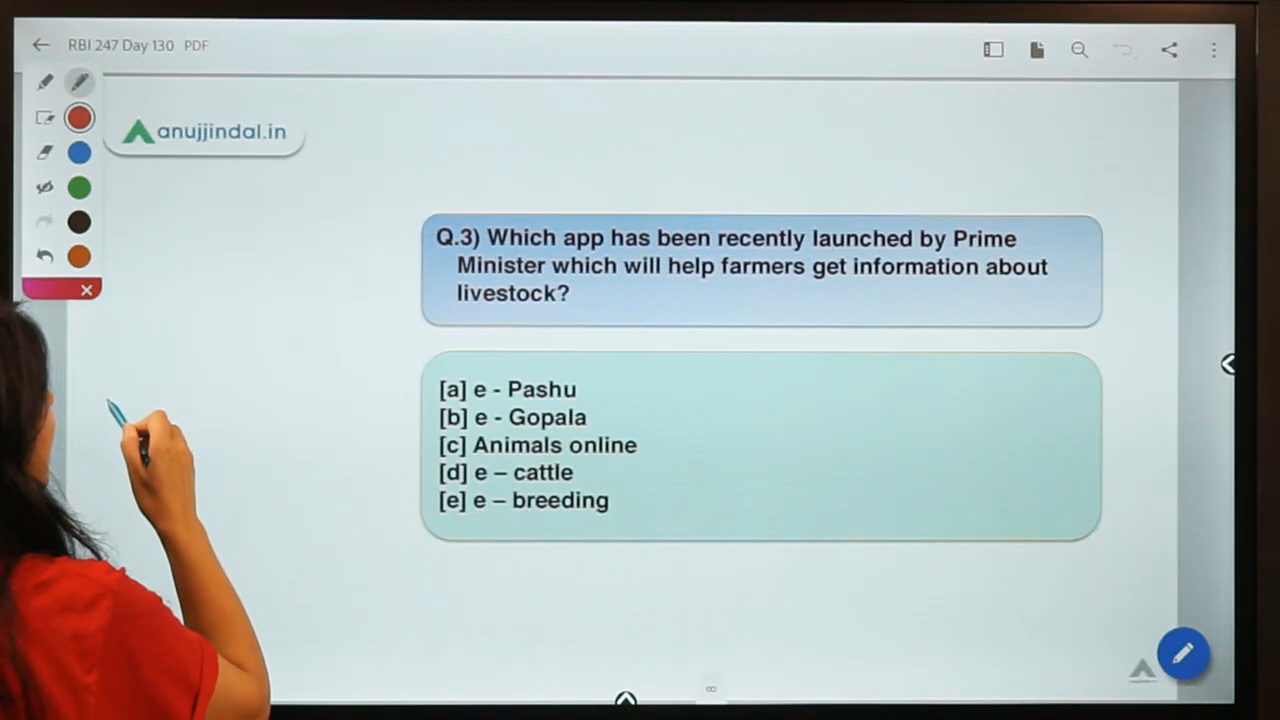 RBI 247 Day 130 PDF
anujjindal.in
Q.3) Which app has been recently launched by Prime
Minister which will help farmers get information about
livestock?
[a] e - Pashu
[b] e - Gopala
[c] Animals online
[d] e – cattle
[e] e – breeding